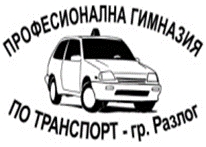 ПРОФЕСИОНАЛНА ГИМНАЗИЯ
ПО ТРАНСПОРТ - гр. Разлог